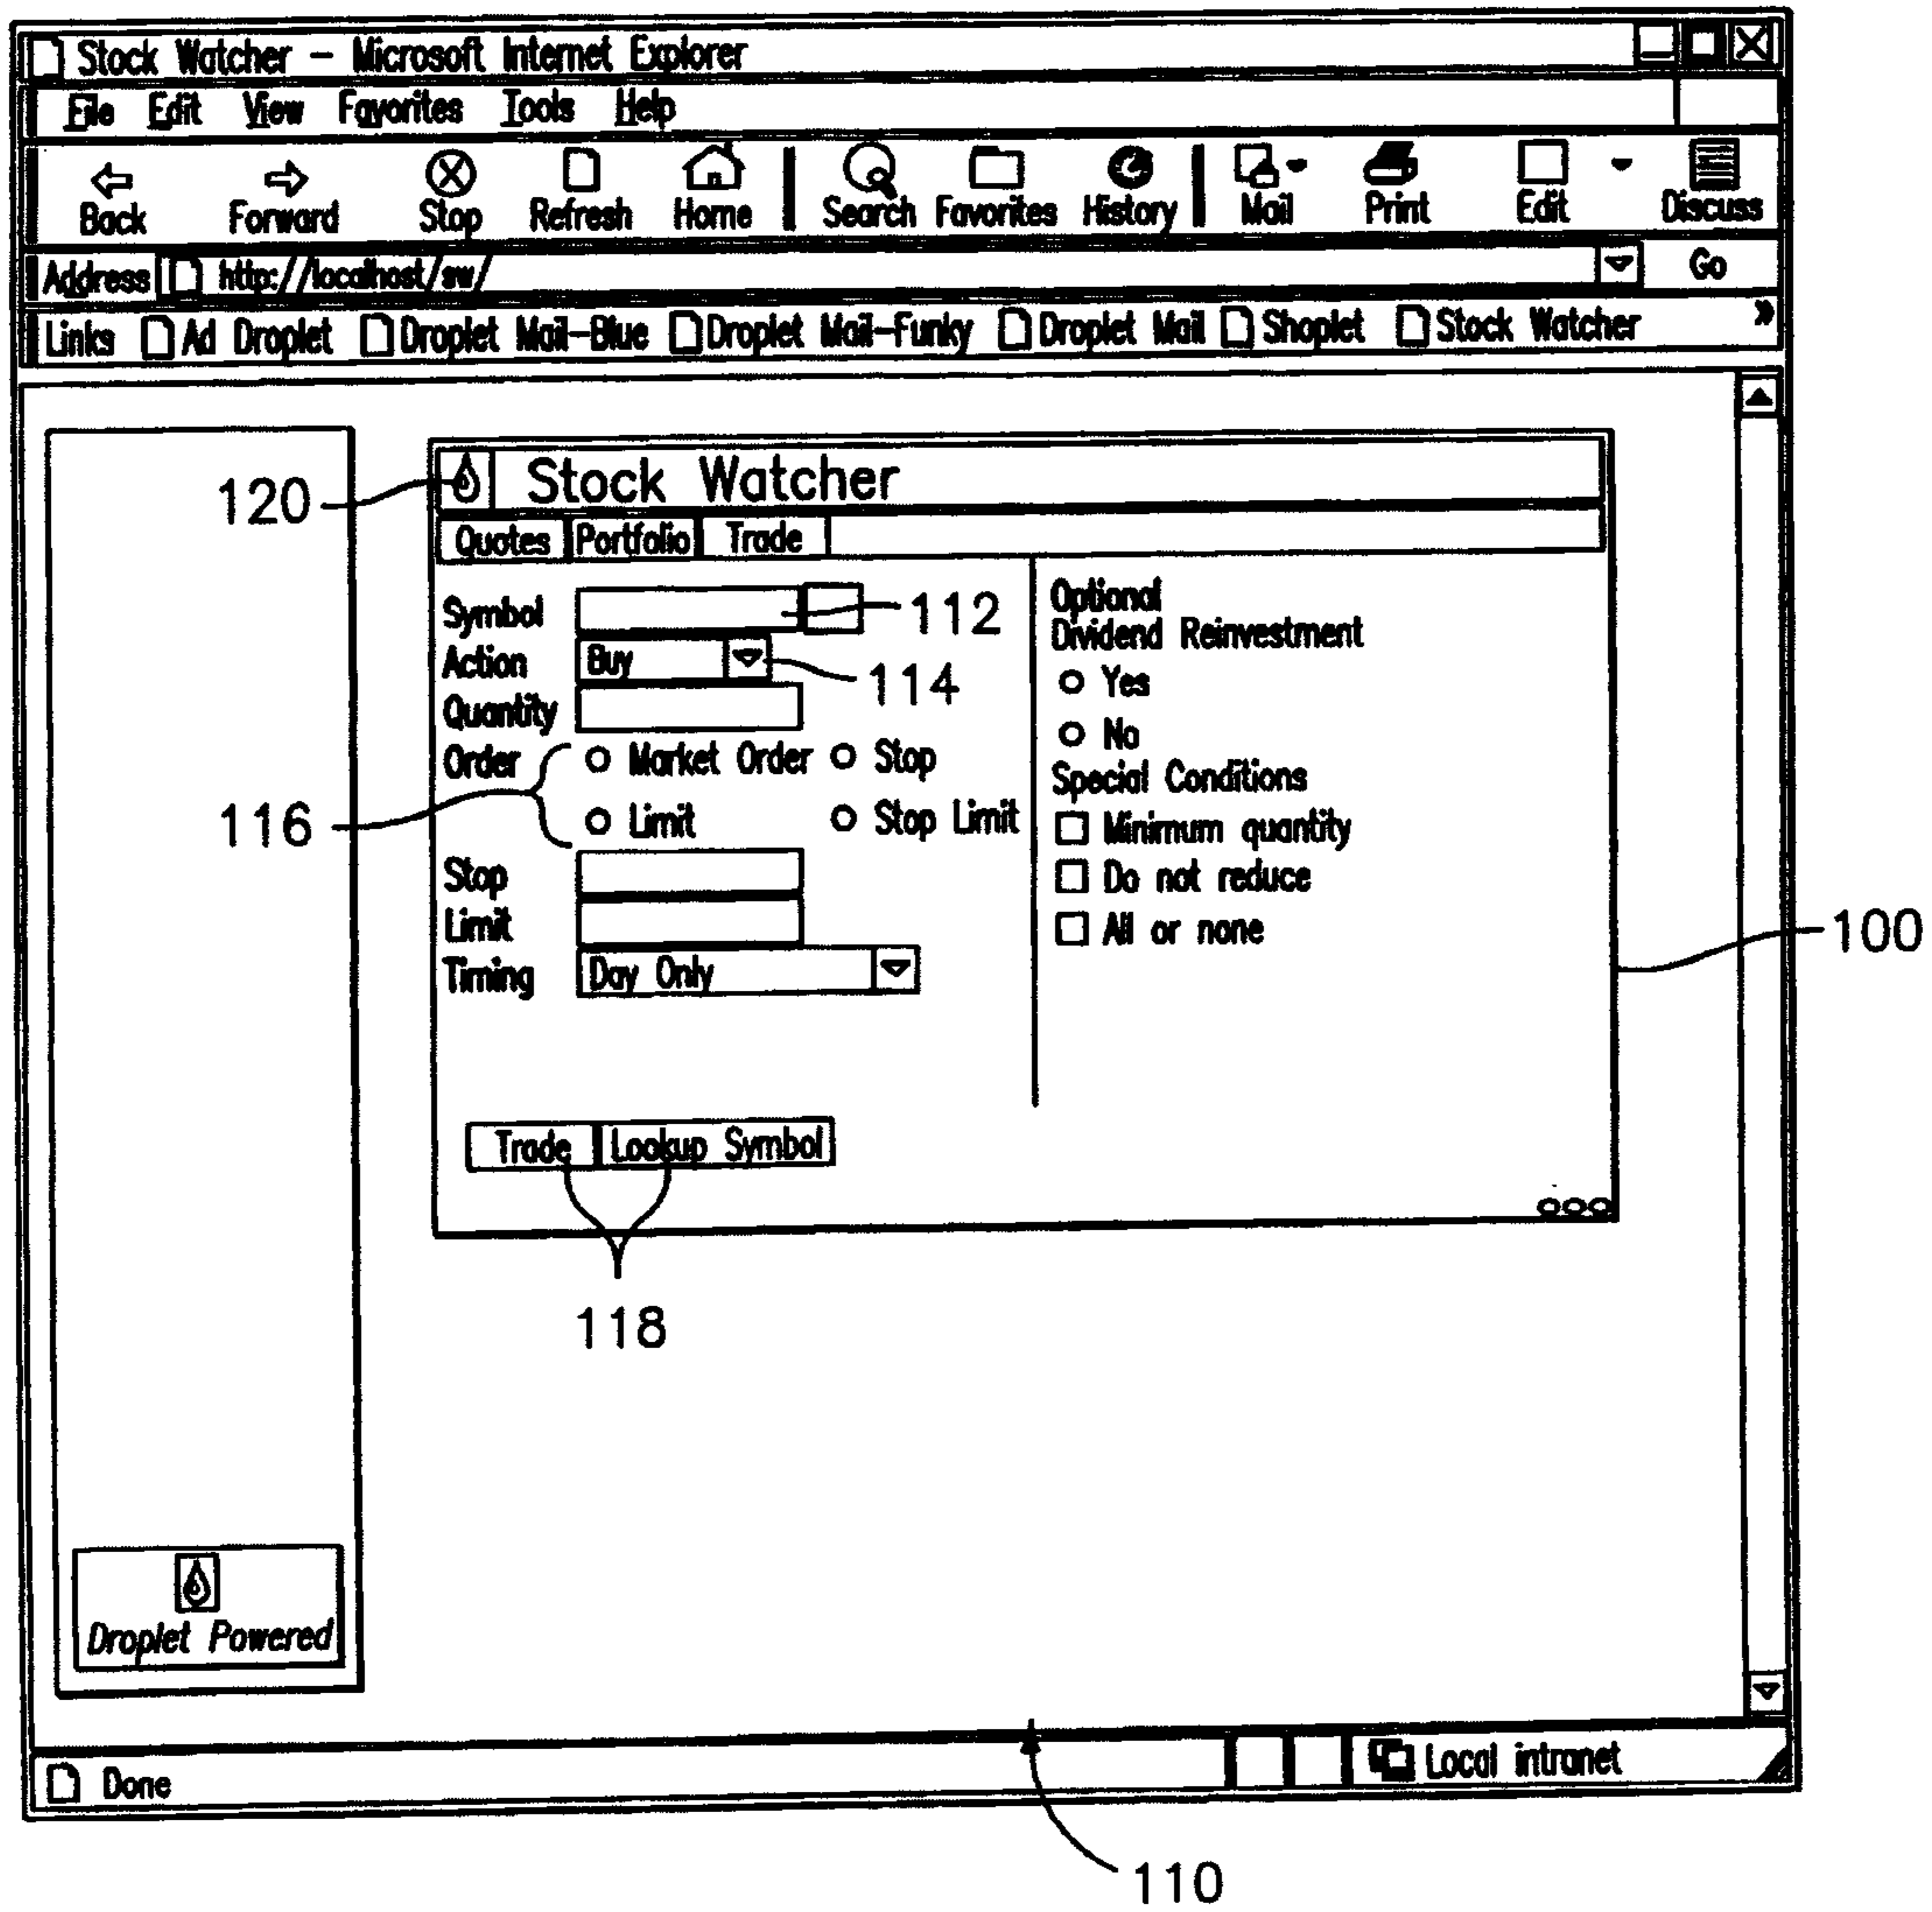 Stock Watcher - Microsoft Internet Explorer
File Edit View Favorites Tools Help
Back Forward Stop Refresh Home Search Favorites History Mail Print Edit Discuss
Address http://localhost/sw/ Go
Links Ad Droplet Droplet Mail-Blue Droplet Mail-Funky Droplet Mail Shoplet Stock Watcher »
120 Stock Watcher
Quotes Portfolio Trade
Symbol 112
Action Buy 114
Quantity
Order Market Order Stop
116 Limit Stop Limit
Stop
Limit
Timing Day Only
Optional
Dividend Reinvestment
Yes
No
Special Conditions
Minimum quantity
Do not reduce
All or none
100
Trade Lookup Symbol
118
Droplet Powered
Done Local intranet
110